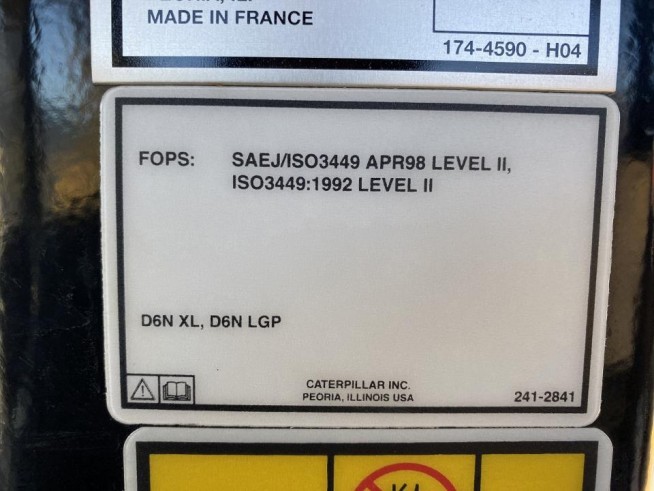 MADE IN FRANCE
174-4590 - H04
FOPS: SAEJ/ISO3449 APR98 LEVEL II,
ISO3449:1992 LEVEL II
D6N XL, D6N LGP
CATERPILLAR INC.
PEORIA, ILLINOIS USA
241-2841